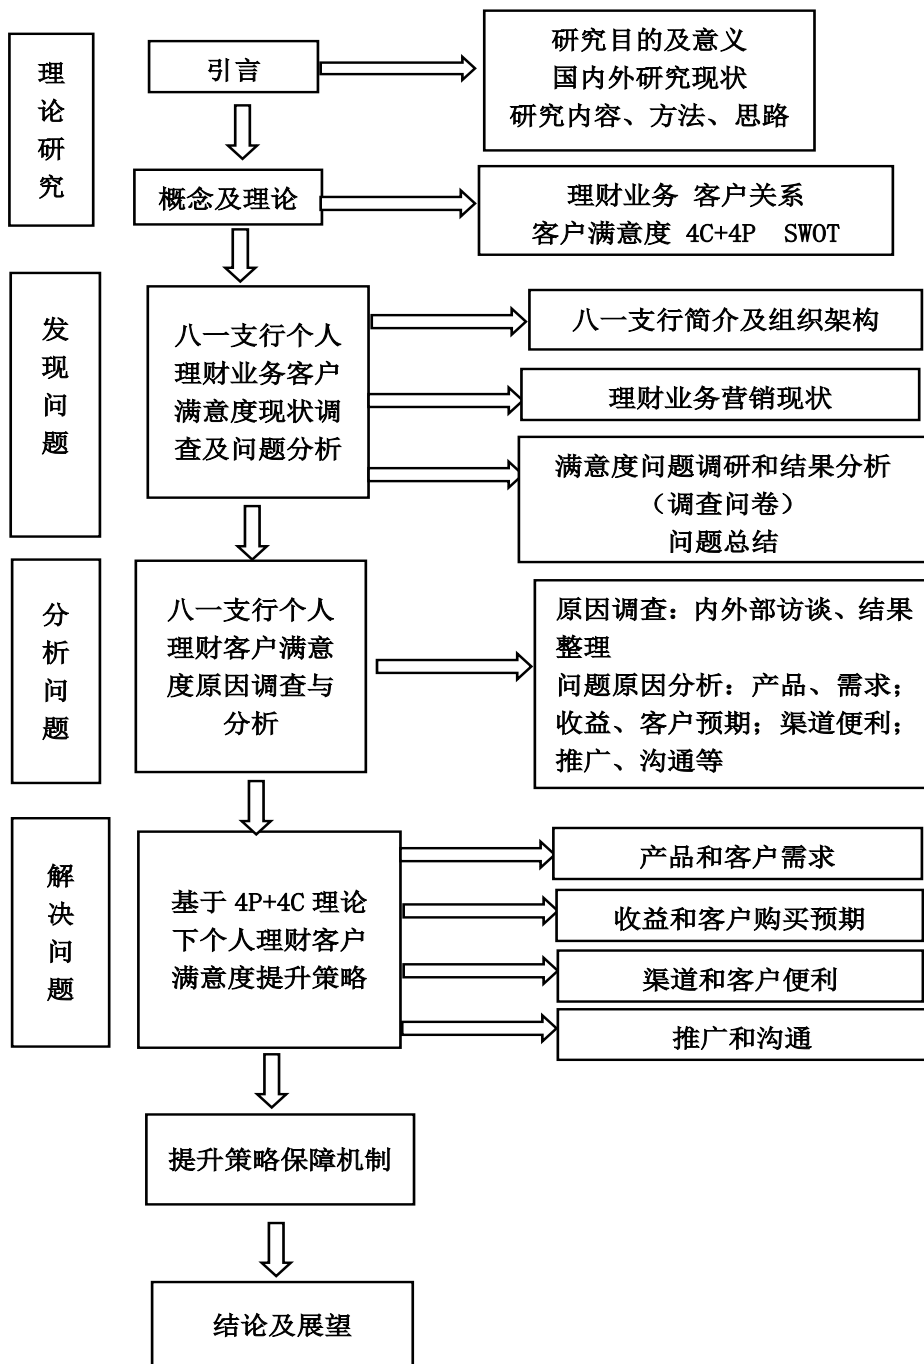 理
论
研
究
引言
研究目的及意义
国内外研究现状
研究内容、方法、思路
概念及理论
理财业务 客户关系
客户满意度 4C+4P SWOT
发
现
问
题
八一支行个人
理财业务客户
满意度现状调
查及问题分析
八一支行简介及组织架构
理财业务营销现状
满意度问题调研和结果分析
（调查问卷）
问题总结
分
析
问
题
八一支行个人
理财客户满意
度原因调查与
分析
原因调查：内外部访谈、结果
整理
问题原因分析：产品、需求；
收益、客户预期；渠道便利；
推广、沟通等
解
决
问
题
基于 4P+4C 理论
下个人理财客户
满意度提升策略
产品和客户需求
收益和客户购买预期
渠道和客户便利
推广和沟通
提升策略保障机制
结论及展望